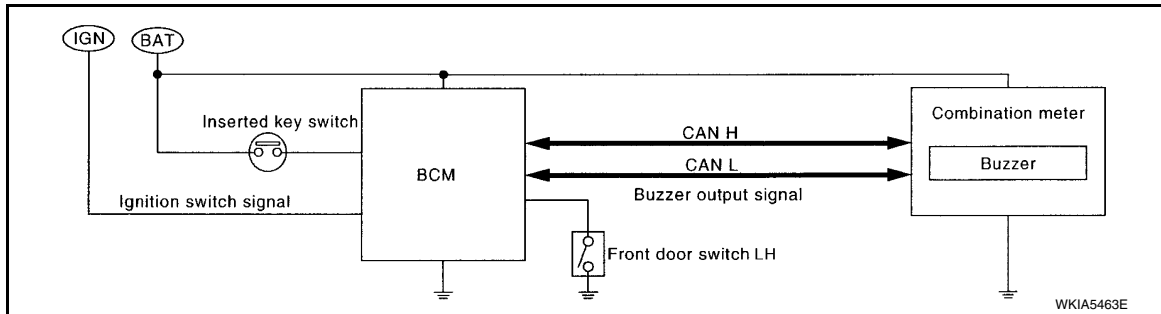 IGN
BAT
Inserted key switch
Ignition switch signal
BCM
CAN H
CAN L
Buzzer output signal
Front door switch LH
Combination meter
Buzzer
WKIA5463E